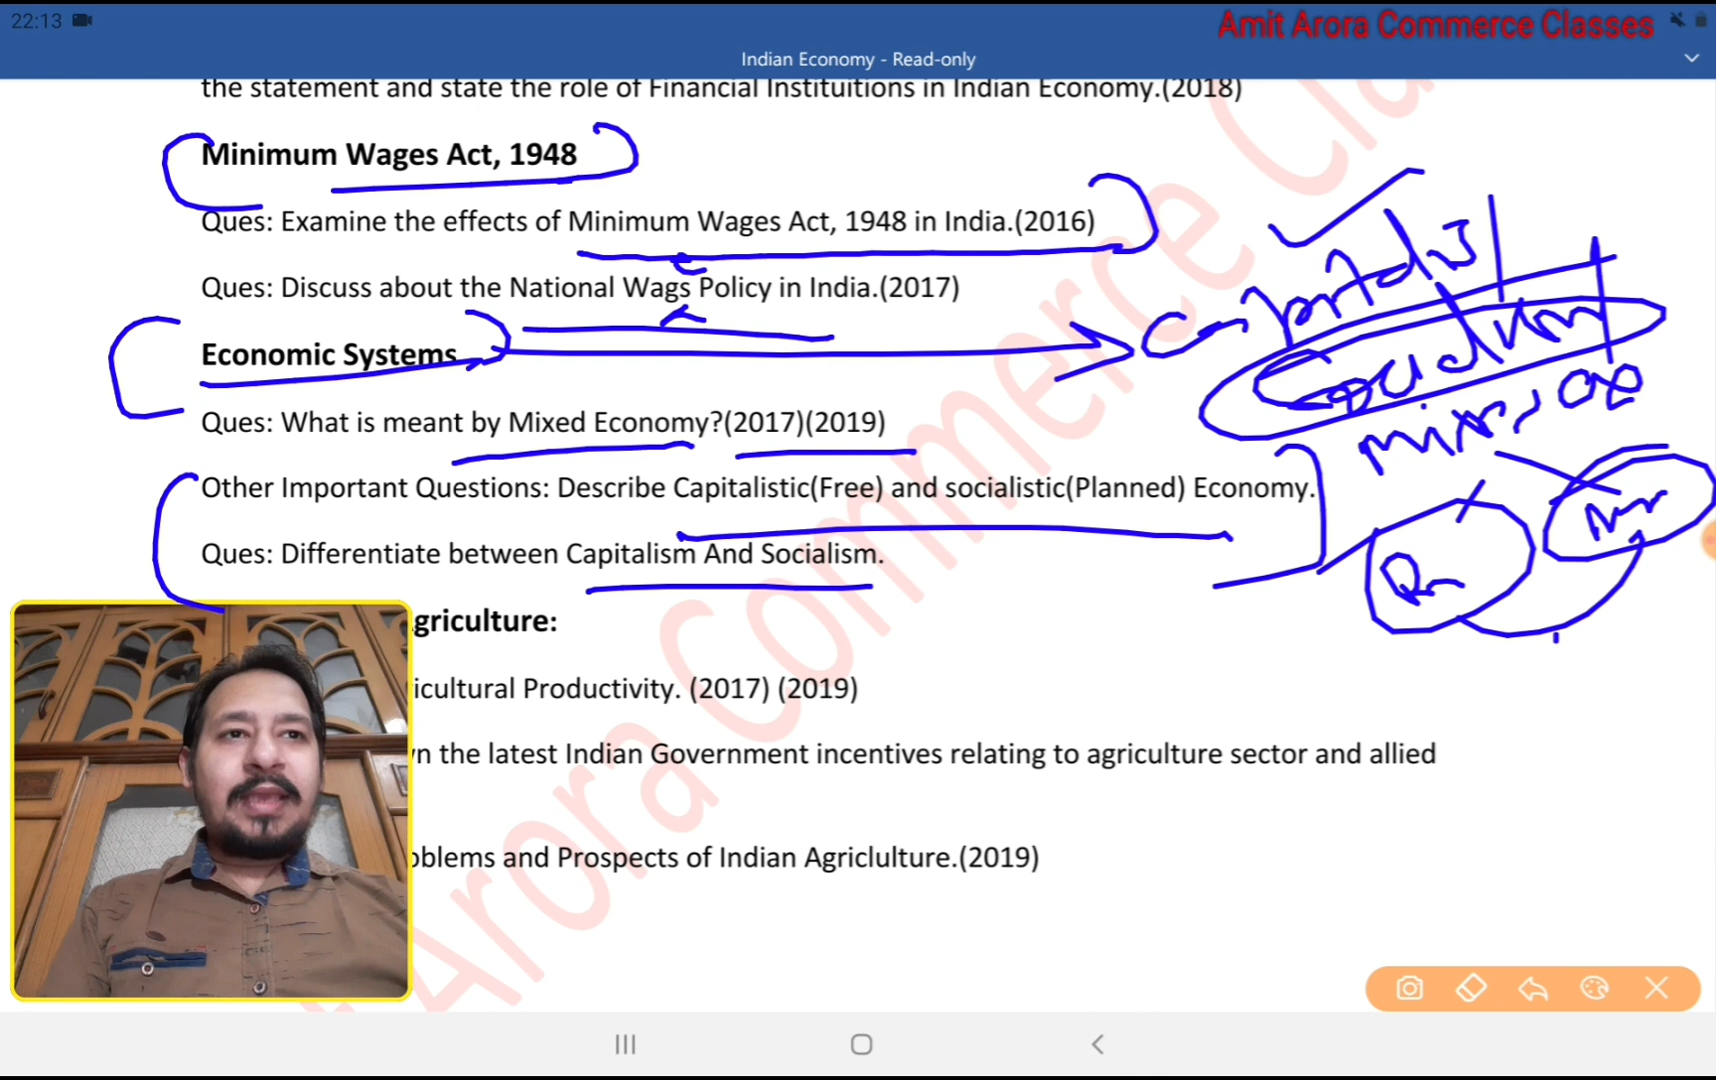 22:13
Amit Arora Commerce Classes
Indian Economy - Read-only
the statement and state the role of Financial Instituitions in Indian Economy.(2018)
Minimum Wages Act, 1948
Ques: Examine the effects of Minimum Wages Act, 1948 in India.(2016)
Ques: Discuss about the National Wags Policy in India.(2017)
Economic Systems
Ques: What is meant by Mixed Economy?(2017)(2019)
Other Important Questions: Describe Capitalistic(Free) and socialistic(Planned) Economy.
Ques: Differentiate between Capitalism And Socialism.
griculture:
icultural Productivity. (2017) (2019)
n the latest Indian Government incentives relating to agriculture sector and allied
oblems and Prospects of Indian Agriclulture.(2019)
Arora Commerce Cla